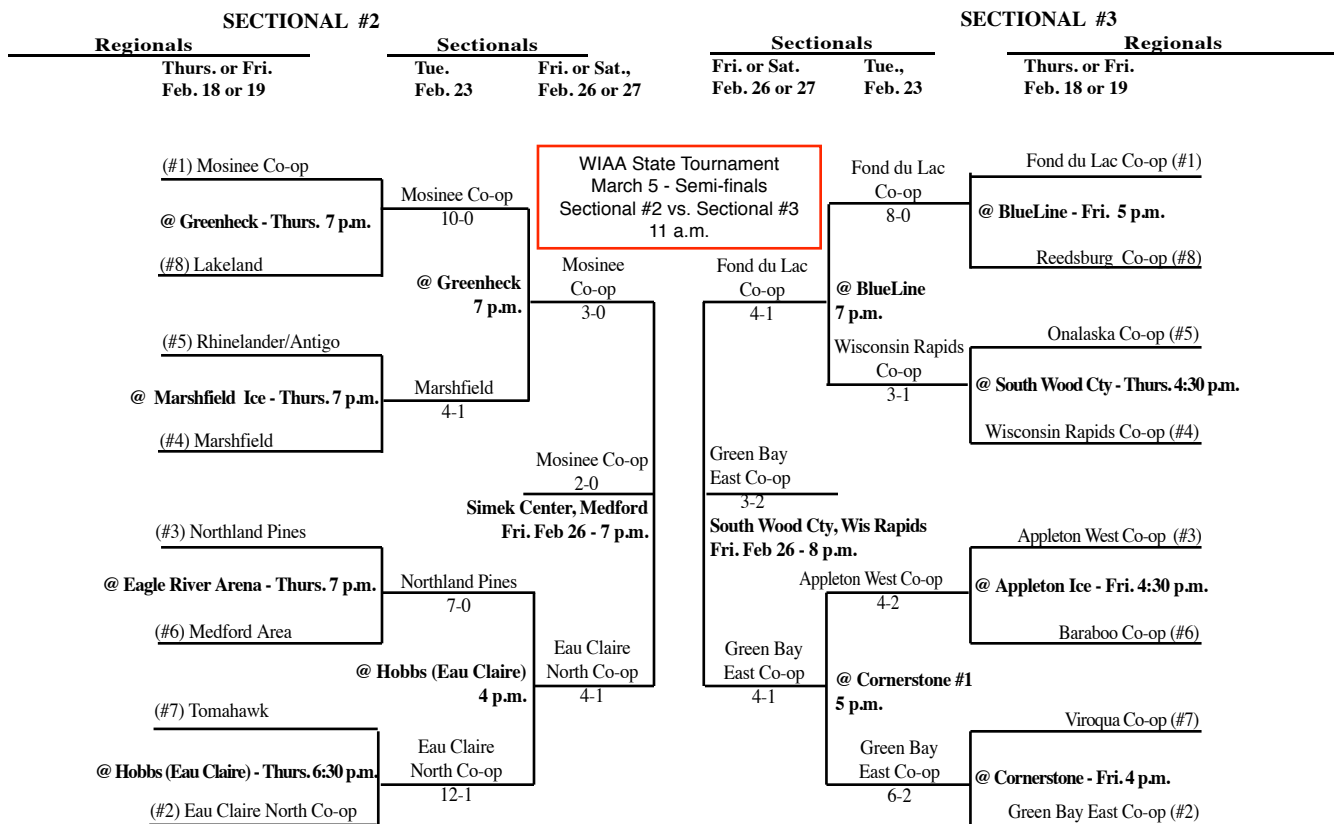 SECTIONAL #2
Regionals
Sectionals
Thurs. or Fri.
Feb. 18 or 19
Tue.
Feb. 23
Fri. or Sat.,
Feb. 26 or 27
(#1) Mosinee Co-op
@ Greenheck - Thurs. 7 p.m.
(#8) Lakeland
Mosinee Co-op
10-0
@ Greenheck
7 p.m.
(#5) Rhinelander/Antigo
@ Marshfield Ice - Thurs. 7 p.m.
(#4) Marshfield
Marshfield
4-1
Mosinee
Co-op
3-0
Mosinee Co-op
2-0
Simek Center, Medford
Fri. Feb 26 - 7 p.m.
(#3) Northland Pines
@ Eagle River Arena - Thurs. 7 p.m.
(#6) Medford Area
Northland Pines
7-0
@ Hobbs (Eau Claire)
4 p.m.
Eau Claire
North Co-op
4-1
(#7) Tomahawk
@ Hobbs (Eau Claire) - Thurs. 6:30 p.m.
(#2) Eau Claire North Co-op
Eau Claire
North Co-op
12-1
WIAA State Tournament
March 5 - Semi-finals
Sectional #2 vs. Sectional #3
11 a.m.
SECTIONAL #3
Sectionals
Regionals
Fri. or Sat.
Feb. 26 or 27
Tue.,
Feb. 23
Thurs. or Fri.
Feb. 18 or 19
Fond du Lac
Co-op
8-0
Fond du Lac Co-op (#1)
@ BlueLine - Fri. 5 p.m.
Reedsburg Co-op (#8)
Fond du Lac
Co-op
4-1
@ BlueLine
7 p.m.
Wisconsin Rapids
Co-op
3-1
Onalaska Co-op (#5)
@ South Wood Cty - Thurs. 4:30 p.m.
Wisconsin Rapids Co-op (#4)
Green Bay
East Co-op
3-2
South Wood Cty, Wis Rapids
Fri. Feb 26 - 8 p.m.
Appleton West Co-op
4-2
Appleton West Co-op (#3)
@ Appleton Ice - Fri. 4:30 p.m.
Baraboo Co-op (#6)
Green Bay
East Co-op
4-1
@ Cornerstone #1
5 p.m.
Green Bay
East Co-op
6-2
Viroqua Co-op (#7)
@ Cornerstone - Fri. 4 p.m.
Green Bay East Co-op (#2)